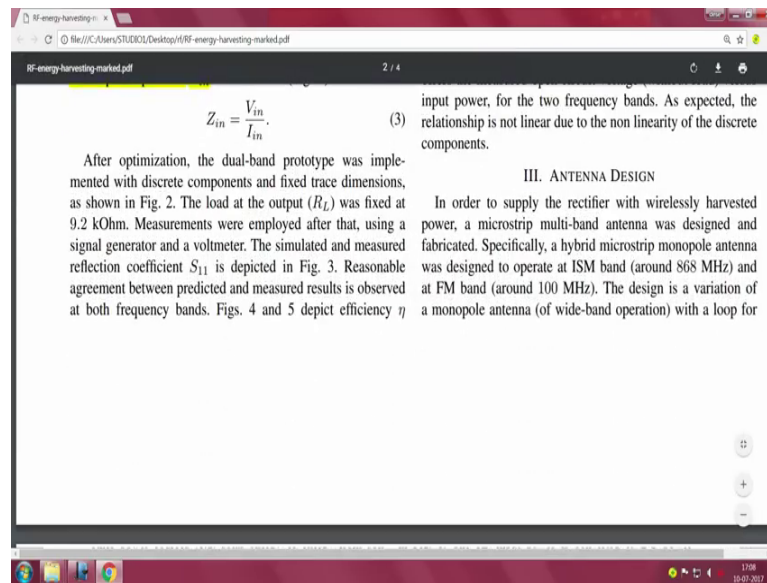 RF-energy-harvesting-m
file:///C:/Users/STUDIO1/Desktop/rf/RF-energy-harvesting-marked.pdf
RF-energy-harvesting-marked.pdf
2 / 4
Z_in = V_in / I_in. (3)
After optimization, the dual-band prototype was imple-
mented with discrete components and fixed trace dimensions,
as shown in Fig. 2. The load at the output (R_L) was fixed at
9.2 kOhm. Measurements were employed after that, using a
signal generator and a voltmeter. The simulated and measured
reflection coefficient S_11 is depicted in Fig. 3. Reasonable
agreement between predicted and measured results is observed
at both frequency bands. Figs. 4 and 5 depict efficiency η
input power, for the two frequency bands. As expected, the
relationship is not linear due to the non linearity of the discrete
components.
III. ANTENNA DESIGN
In order to supply the rectifier with wirelessly harvested
power, a microstrip multi-band antenna was designed and
fabricated. Specifically, a hybrid microstrip monopole antenna
was designed to operate at ISM band (around 868 MHz) and
at FM band (around 100 MHz). The design is a variation of
a monopole antenna (of wide-band operation) with a loop for
17:08
10-07-2017